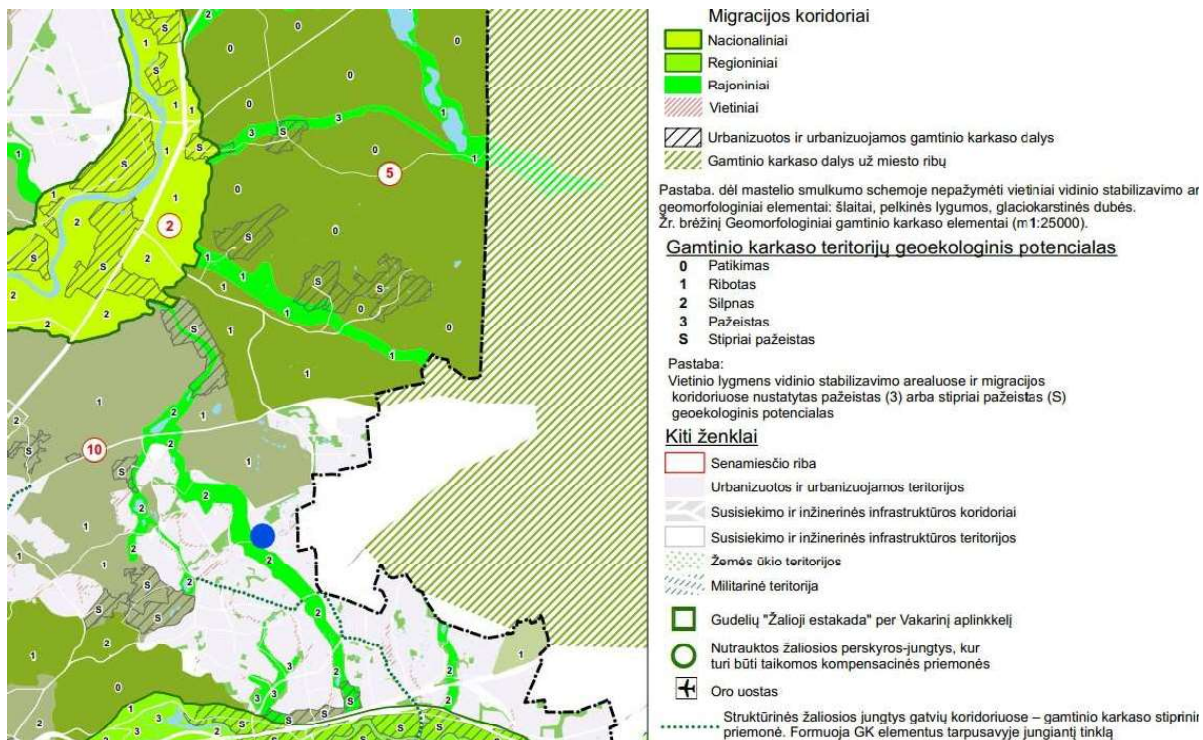 Migracijos koridoriai
Nacionaliniai
Regioniniai
Rajoniniai
Vietiniai
Urbanizuotos ir urbanizuojamos gamtinio karkaso dalys
Gamtinio karkaso dalys už miesto ribų
Pastaba. dėl mastelio smulkumo schemoje nepažymėti vietiniai vidinio stabilizavimo ar
geomorfologiniai elementai: šlaitai, pelkinės lygumos, glaciokarstinės dubės.
Žr. brėžinį Geomorfologiniai gamtinio karkaso elementai (m 1:25000).
Gamtinio karkaso teritorijų geoekologinis potencialas
0 Patikimas
1 Ribotas
2 Silpnas
3 Pažeistas
S Stipriai pažeistas
Pastaba:
Vietinio lygmens vidinio stabilizavimo arealuose ir migracijos
koridoriuose nustatytas pažeistas (3) arba stipriai pažeistas (S)
geoekologinis potencialas
Kiti ženklai
Senamiesčio riba
Urbanizuotos ir urbanizuojamos teritorijos
Susisiekimo ir inžinerinės infrastruktūros koridoriai
Susisiekimo ir inžinerinės infrastruktūros teritorijos
Žemės ūkio teritorijos
Militarinė teritorija
Gudelių "Žalioji estakada" per Vakarinį aplinkkelį
Nutrauktos žaliosios perskyros-jungtys, kur
turi būti taikomos kompensacinės priemonės
Oro uostas
Struktūrinės žaliosios jungtys gatvių koridoriuose – gamtinio karkaso stiprinin
priemonė. Formuoja GK elementus tarpusavyje jungiantį tinklą
5
2
10